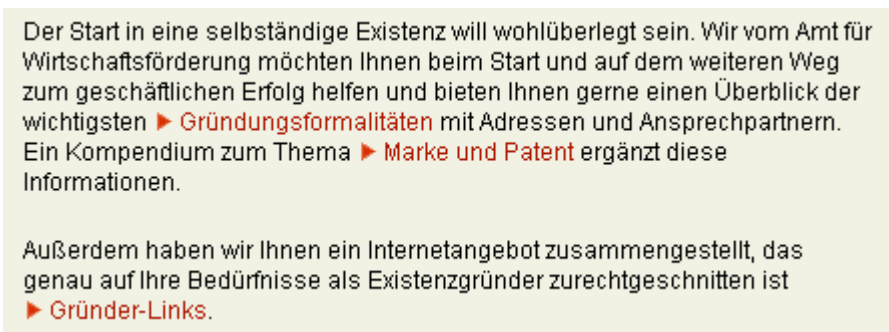 Der Start in eine selbständige Existenz will wohlüberlegt sein. Wir vom Amt für
Wirtschaftsförderung möchten Ihnen beim Start und auf dem weiteren Weg
zum geschäftlichen Erfolg helfen und bieten Ihnen gerne einen Überblick der
wichtigsten ▶ Gründungsformalitäten mit Adressen und Ansprechpartnern.
Ein Kompendium zum Thema ▶ Marke und Patent ergänzt diese
Informationen.
Außerdem haben wir Ihnen ein Internetangebot zusammengestellt, das
genau auf Ihre Bedürfnisse als Existenzgründer zurechtgeschnitten ist
▶ Gründer-Links.